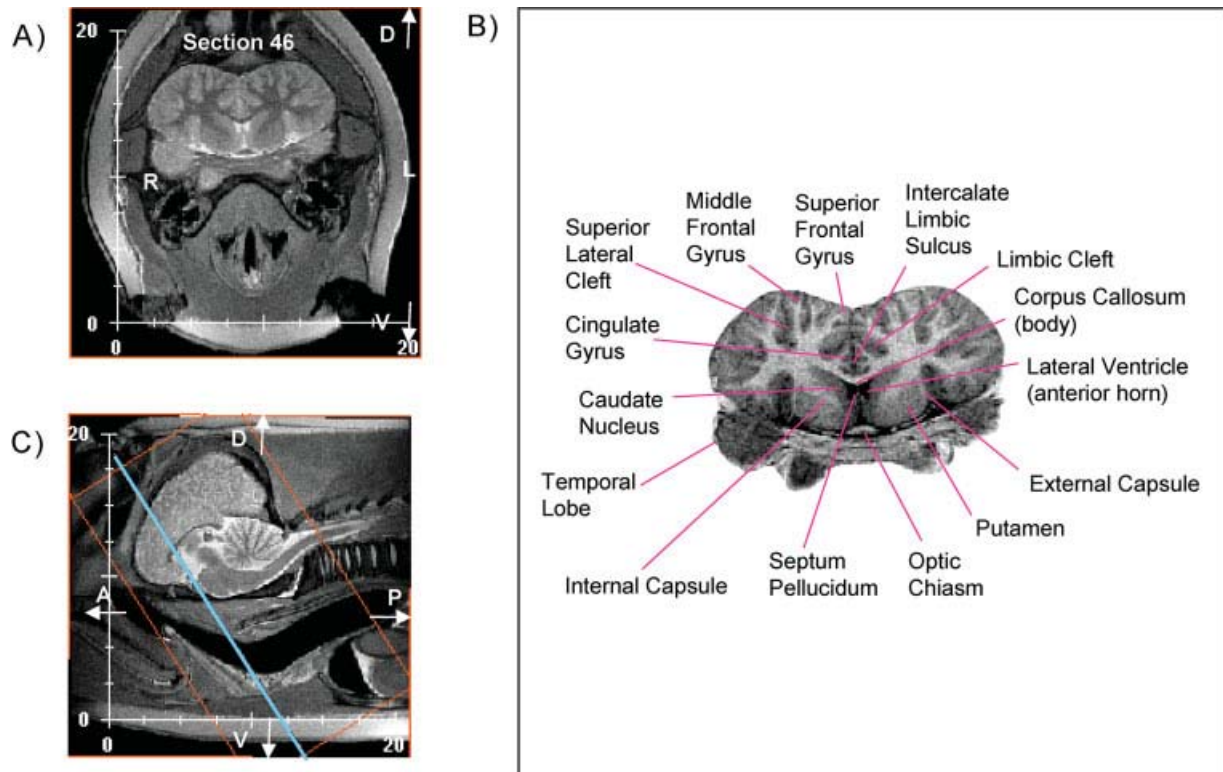 A)
20
Section 46
D
R
L
V
0
0
20
B)
Superior
Lateral
Cleft
Middle
Frontal
Gyrus
Superior
Frontal
Gyrus
Intercalate
Limbic
Sulcus
Limbic Cleft
Corpus Callosum
(body)
Cingulate
Gyrus
Lateral Ventricle
(anterior horn)
Caudate
Nucleus
Temporal
Lobe
External Capsule
Putamen
Internal Capsule
Septum
Pellucidum
Optic
Chiasm
C)
20
D
A
P
0
V
0
20